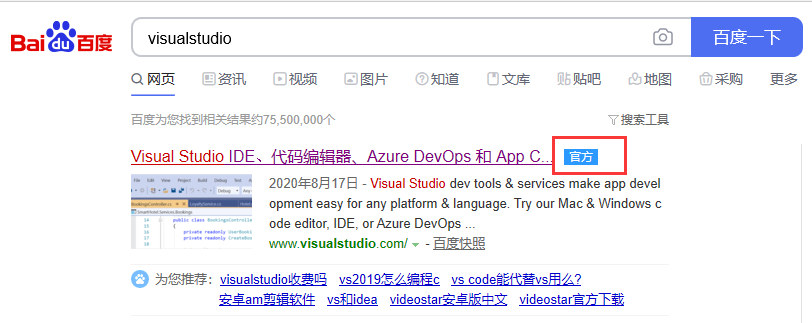 Bai du 百度
visualstudio
百度一下
网页 资讯 视频 图片 知道 文库 贴吧 地图 采购 更多
百度为您找到相关结果约75,500,000个
搜索工具
Visual Studio IDE、代码编辑器、Azure DevOps 和 App C... 官方
2020年8月17日 - Visual Studio dev tools & services make app devel
opment easy for any platform & language. Try our Mac & Windows c
ode editor, IDE, or Azure DevOps ...
www.visualstudio.com/ - 百度快照
为您推荐: visualstudio收费吗 vs2019怎么编程c vs code能代替vs用么?
安卓am剪辑软件 vs和idea videostar安卓版中文 videostar官方下载